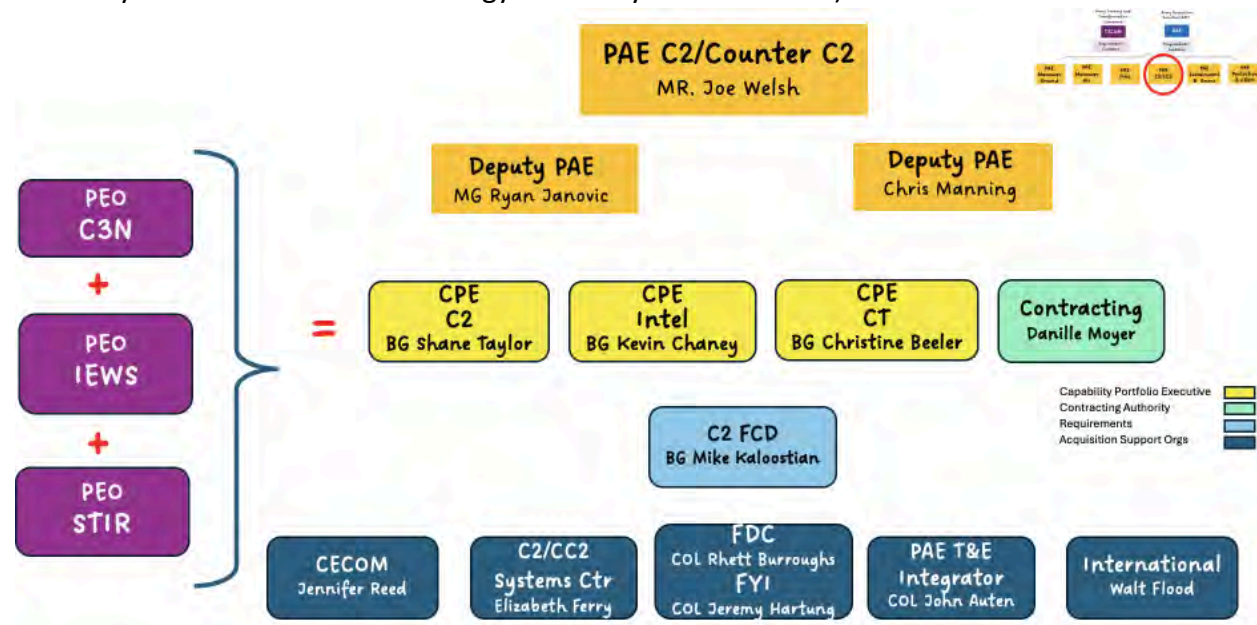 PAE C2/Counter C2
MR. Joe Welsh
Deputy PAE
MG Ryan Janovic
Deputy PAE
Chris Manning
PEO
C3N
+
PEO
IEWS
+
PEO
STIR
=
CPE
C2
BG Shane Taylor
CPE
Intel
BG Kevin Chaney
CPE
CT
BG Christine Beeler
Contracting
Danille Moyer
Capability Portfolio Executive
Contracting Authority
Requirements
Acquisition Support Orgs
C2 FCD
BG Mike Kaloostian
CECOM
Jennifer Reed
C2/CC2
Systems Ctr
Elizabeth Ferry
FDC
COL Rhett Burroughs
FYI
COL Jeremy Hartung
PAE T&E
Integrator
COL John Auten
International
Walt Flood